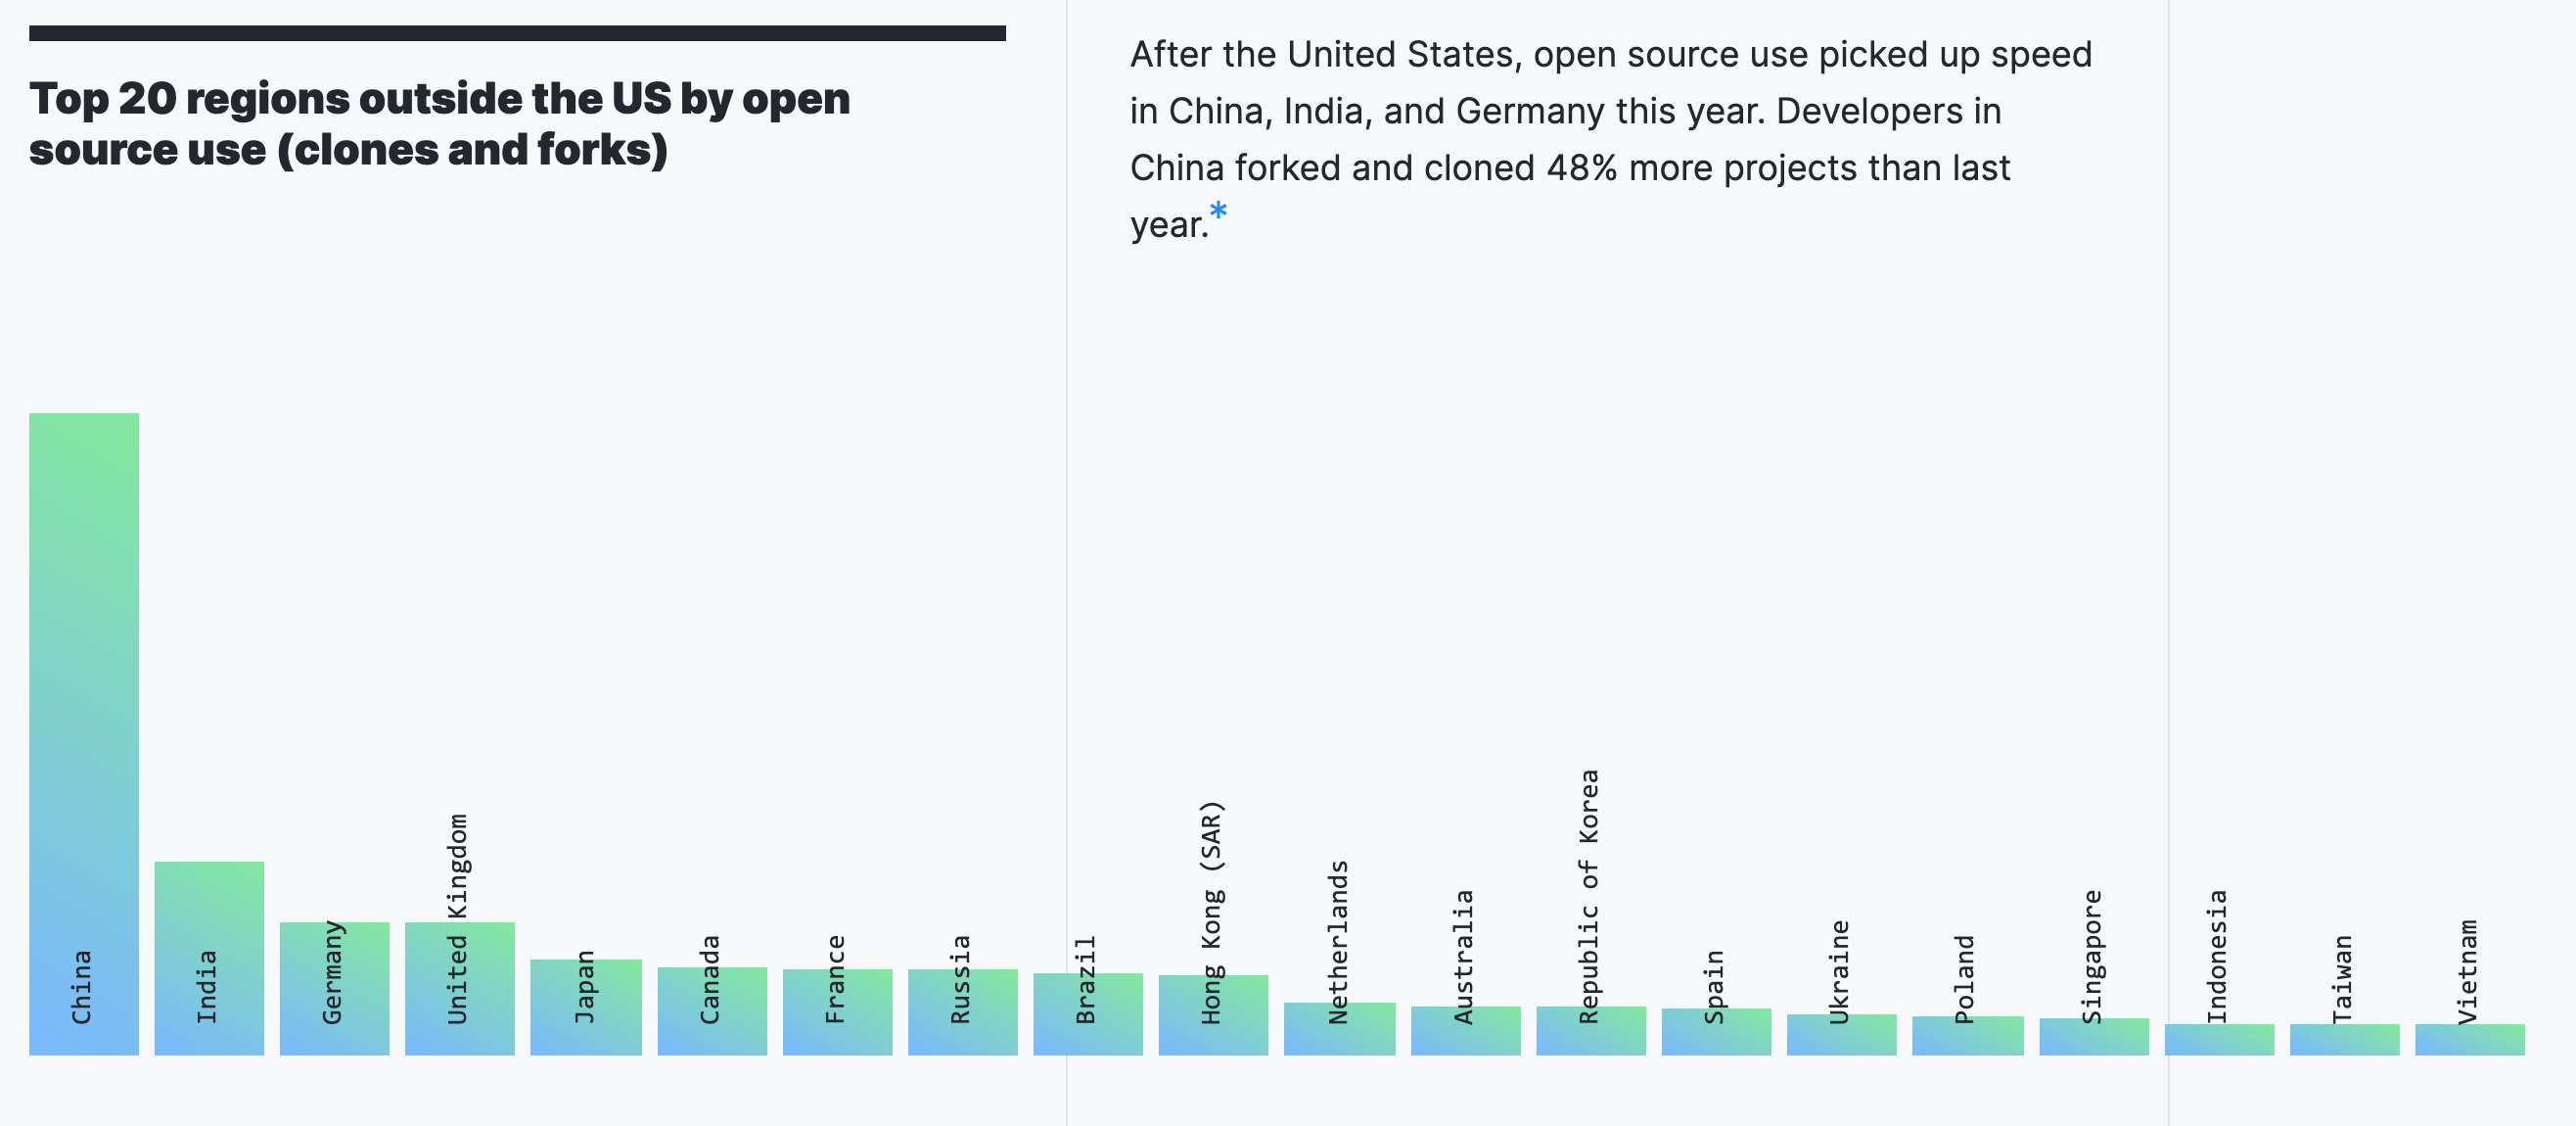 Top 20 regions outside the US by open
source use (clones and forks)
After the United States, open source use picked up speed
in China, India, and Germany this year. Developers in
China forked and cloned 48% more projects than last
year.*
China
India
Germany
United Kingdom
Japan
Canada
France
Russia
Brazil
Hong Kong (SAR)
Netherlands
Australia
Republic of Korea
Spain
Ukraine
Poland
Singapore
Indonesia
Taiwan
Vietnam